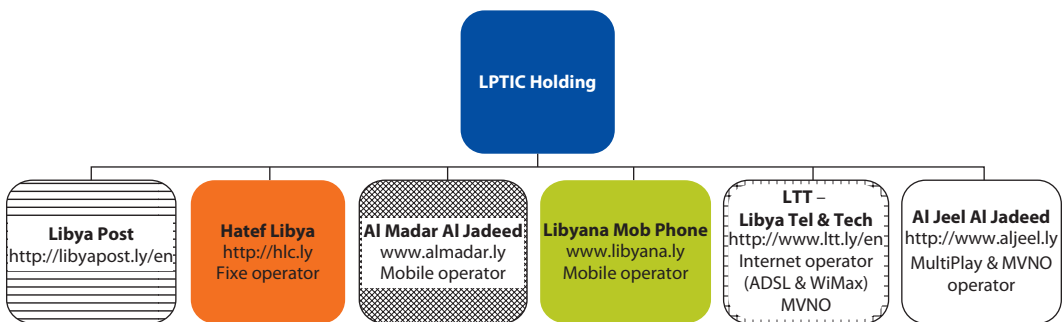 LPTIC Holding
Libya Post
http://libyapost.ly/en
Hatef Libya
http://hlc.ly
Fixe operator
Al Madar Al Jadeed
www.almadar.ly
Mobile operator
Libyana Mob Phone
www.libyana.ly
Mobile operator
LTT –
Libya Tel & Tech
http://www.ltt.ly/en
Internet operator
(ADSL & WiMax)
MVNO
Al Jeel Al Jadeed
http://www.aljeel.ly
MultiPlay & MVNO
operator